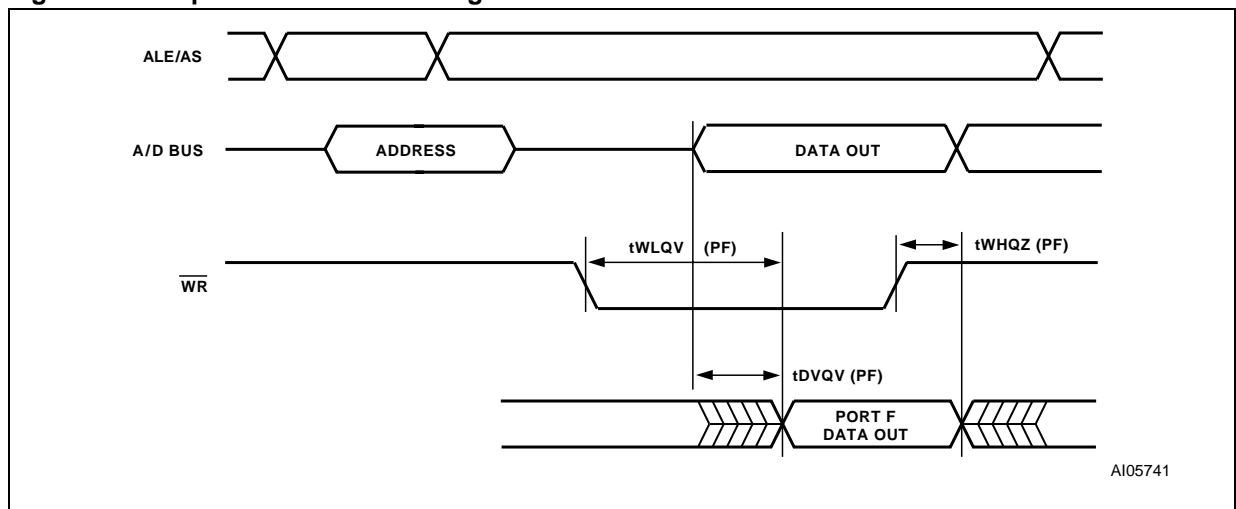 ALE/AS
A/D BUS
ADDRESS
DATA OUT
tWLQV (PF)
tWHQZ (PF)
WR
tDVQV (PF)
PORT F
DATA OUT
AI05741